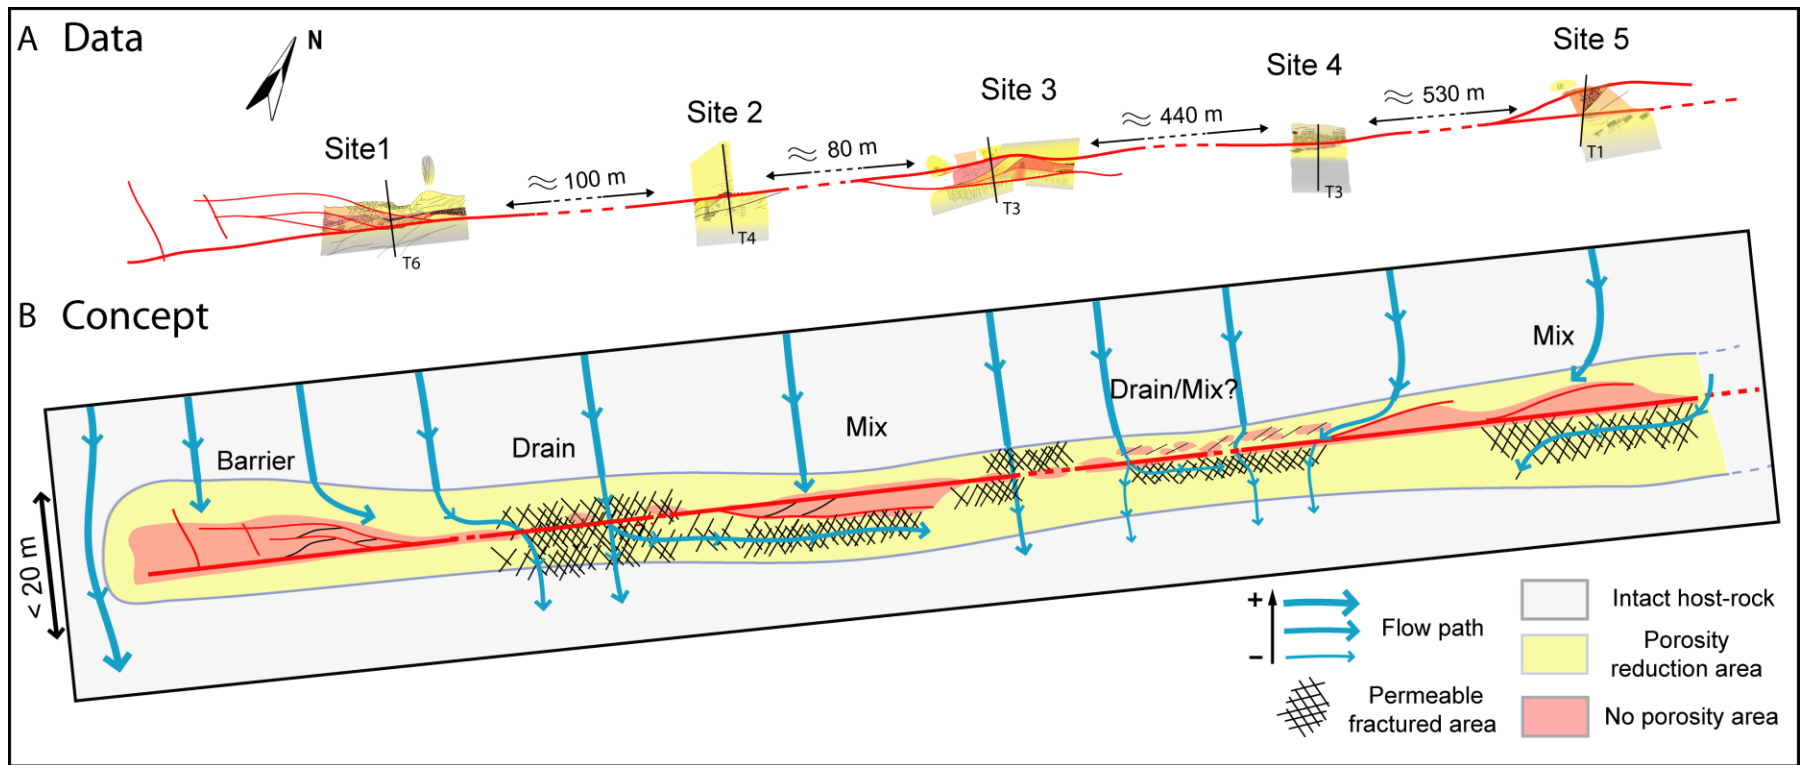 A Data
N
Site1
Site 2
Site 3
Site 4
Site 5
≈ 100 m
≈ 80 m
≈ 440 m
≈ 530 m
T6
T4
T3
T3
T1
B Concept
Barrier
Drain
Mix
Drain/Mix?
Mix
< 20 m
+
−
Flow path
Permeable
fractured area
Intact host-rock
Porosity
reduction area
No porosity area